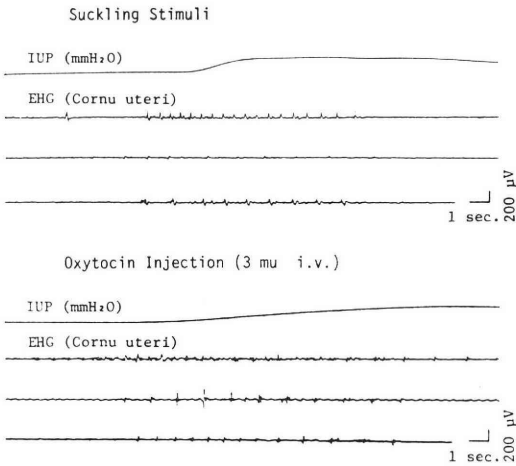 Suckling Stimuli
IUP (mmH₂O)
EHG (Cornu uteri)
200 μV
1 sec.
Oxytocin Injection (3 mu i.v.)
IUP (mmH₂O)
EHG (Cornu uteri)
200 μV
1 sec.